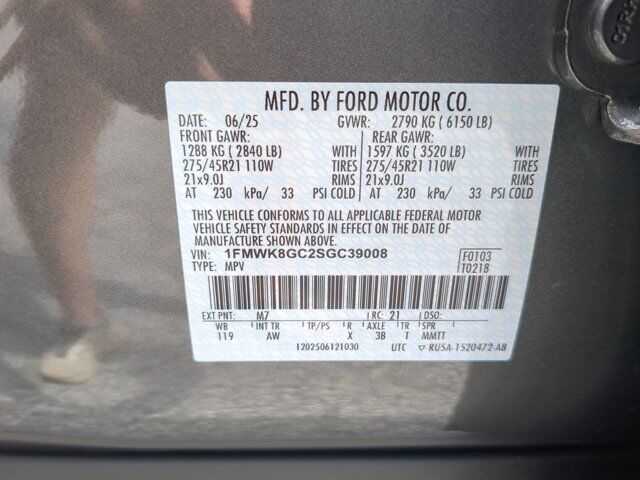 MFD. BY FORD MOTOR CO.
DATE: 06/25 GVWR: 2790 KG ( 6150 LB)
FRONT GAWR: REAR GAWR:
1288 KG ( 2840 LB) WITH 1597 KG ( 3520 LB) WITH
275/45R21 110W TIRES 275/45R21 110W TIRES
21x9.0J RIMS 21x9.0J RIMS
AT 230 kPa/ 33 PSI COLD AT 230 kPa/ 33 PSI COLD
THIS VEHICLE CONFORMS TO ALL APPLICABLE FEDERAL MOTOR
VEHICLE SAFETY STANDARDS IN EFFECT ON THE DATE OF
MANUFACTURE SHOWN ABOVE.
VIN: 1FMWK8GC2SGC39008 F0103
TYPE: MPV T0218
EXT PNT: M7 RC: 21 DSO:
WB INT TR TP/PS R AXLE TR SPR
119 AW X 3B T MMTT
1202506121030 UTC ▽ RU5A-1520472-AB